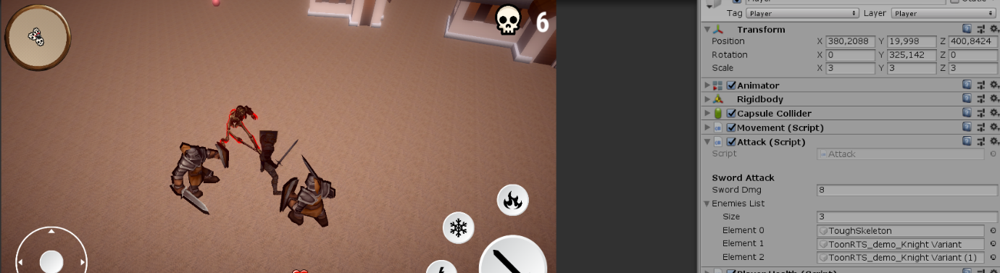 6
Player
Static
Tag Player Layer Player
Transform
Position X 380,2088 Y 19,998 Z 400,8424
Rotation X 0 Y 325,142 Z 0
Scale X 3 Y 3 Z 3
Animator
Rigidbody
Capsule Collider
Movement (Script)
Attack (Script)
Script Attack
Sword Attack
Sword Dmg 8
Enemies List
Size 3
Element 0 ToughSkeleton
Element 1 ToonRTS_demo_Knight Variant
Element 2 ToonRTS_demo_Knight Variant (1)
Player Health (Script)